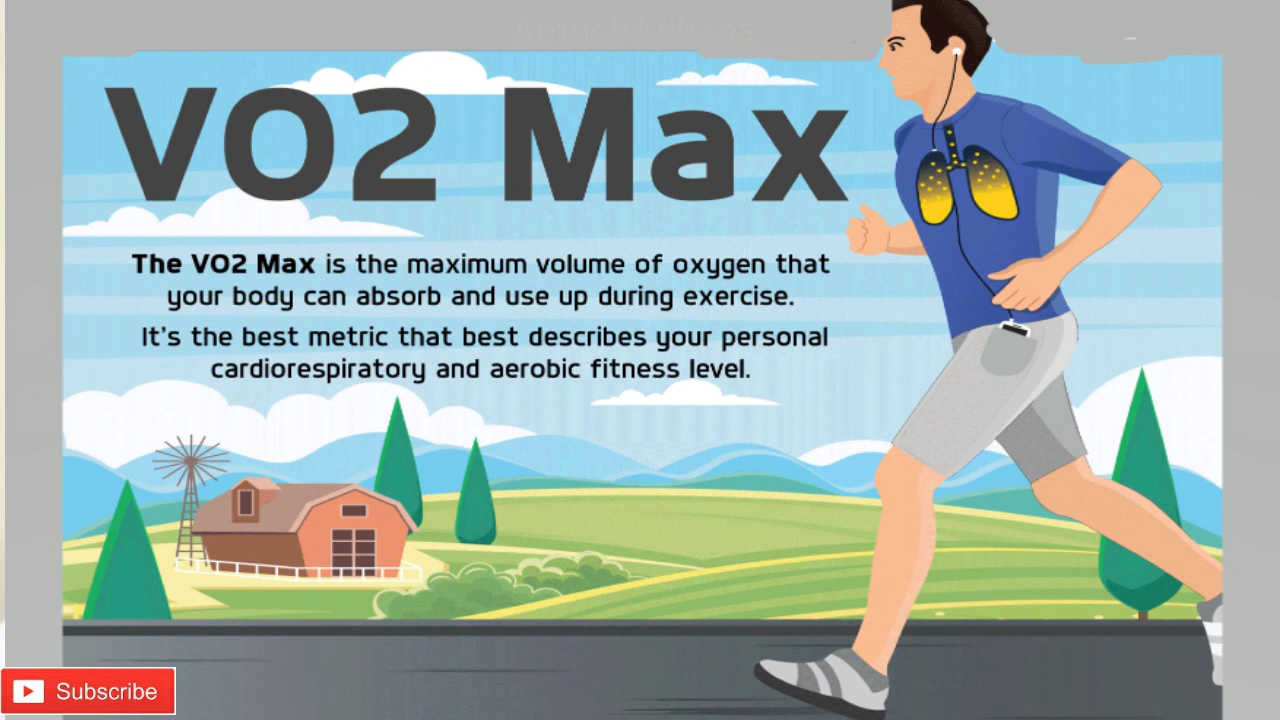 VO2 Max
The VO2 Max is the maximum volume of oxygen that
your body can absorb and use up during exercise.
It's the best metric that best describes your personal
cardiorespiratory and aerobic fitness level.
Subscribe